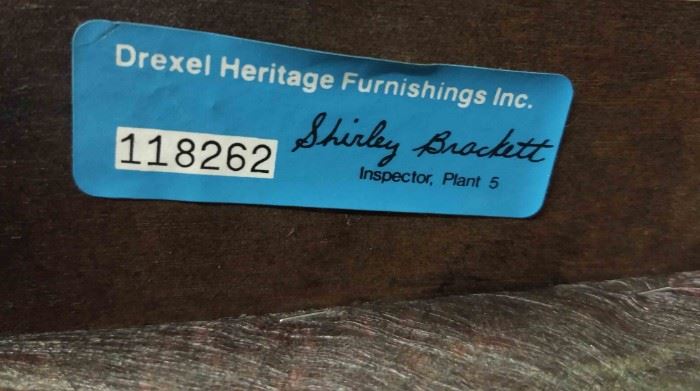 Drexel Heritage Furnishings Inc.
118262
Shirley Brackett
Inspector, Plant 5